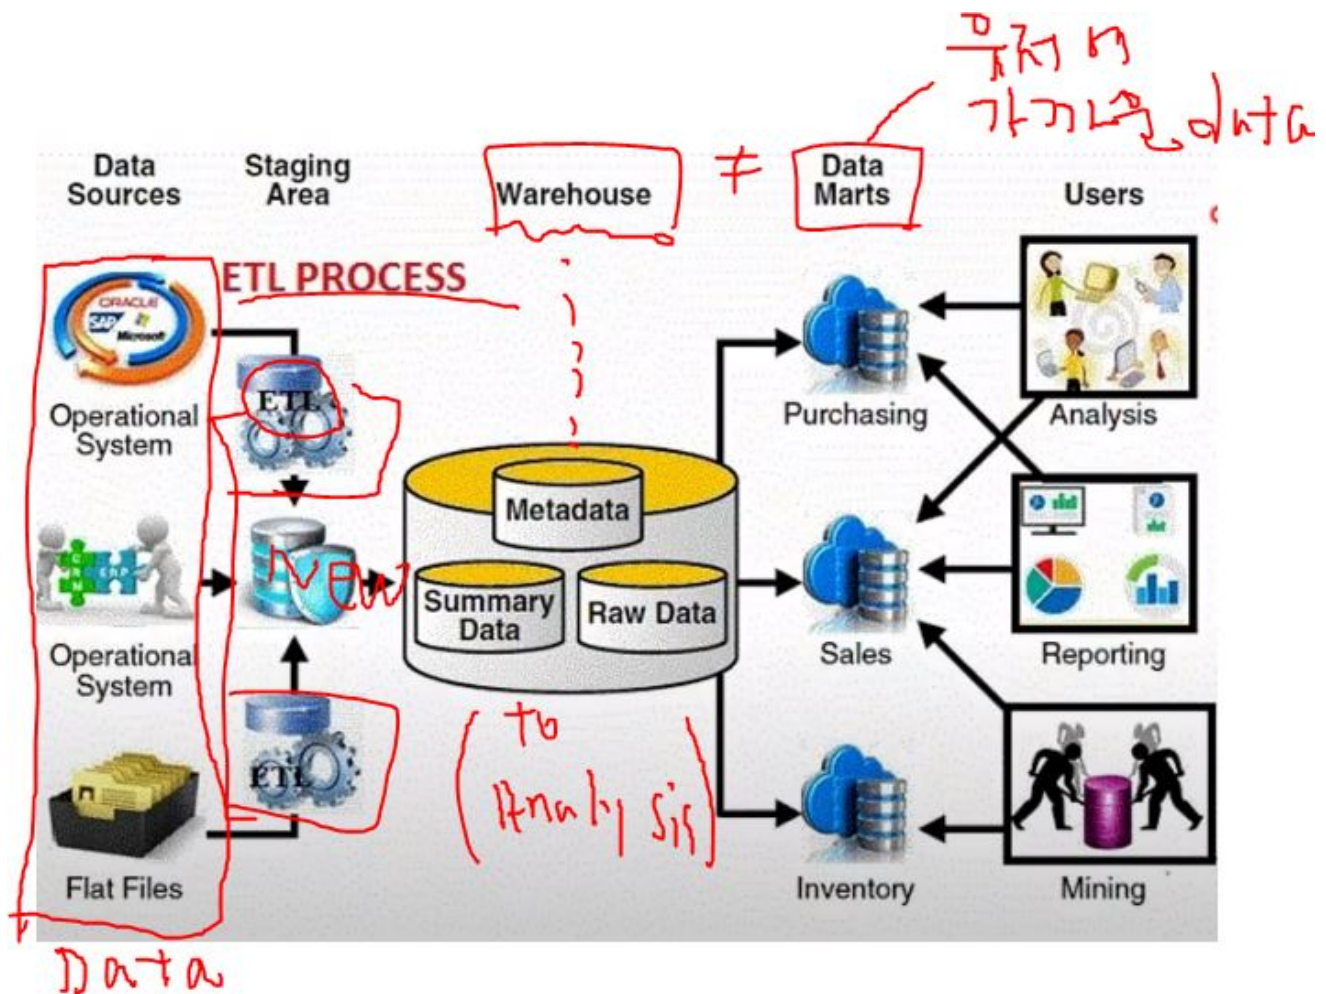 유저에
가까운 data
Data
Sources
Staging
Area
Warehouse
≠
Data
Marts
Users
ETL PROCESS
ORACLE
SAP
Microsoft
ETL
Operational
System
Purchasing
Analysis
Metadata
New
ERP
Summary
Data
Raw Data
Operational
System
Sales
Reporting
ETL
(to
Analysis)
Flat Files
Inventory
Mining
Data